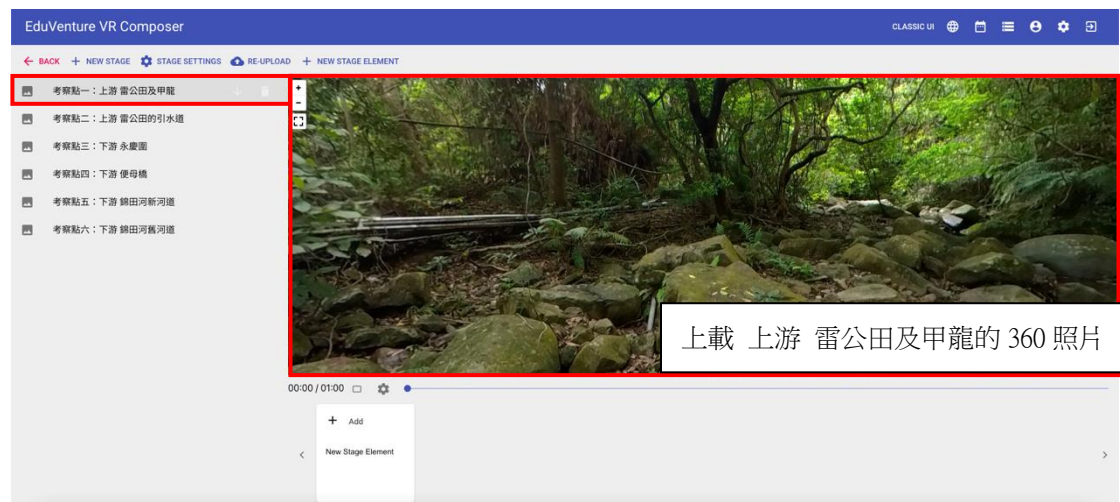 EduVenture VR Composer
CLASSIC UI
BACK
+ NEW STAGE
STAGE SETTINGS
RE-UPLOAD
+ NEW STAGE ELEMENT
考察點一：上游 雷公田及甲龍
考察點二：上游 雷公田的引水道
考察點三：下游 永慶圍
考察點四：下游 便母橋
考察點五：下游 錦田河新河道
考察點六：下游 錦田河舊河道
+
-
上載 上游 雷公田及甲龍的 360 照片
00:00 / 01:00
+ Add
New Stage Element